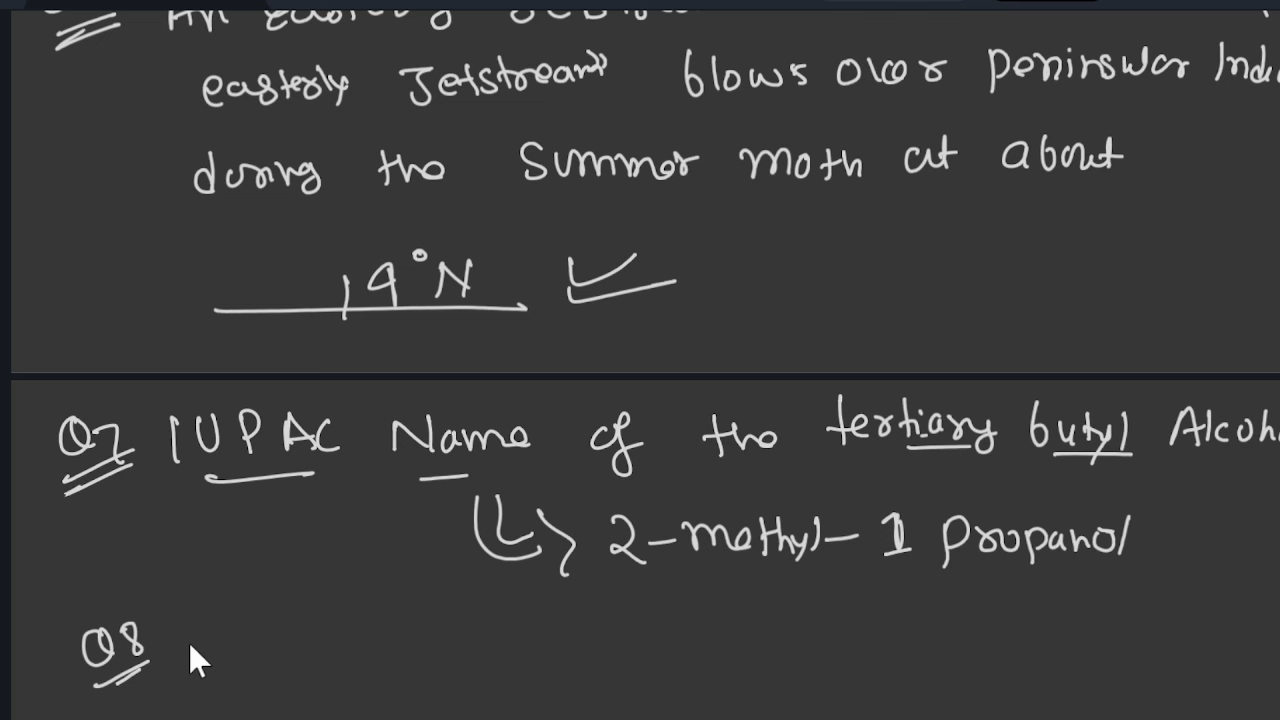 easterly Jetstream blows over peninswar Indi
during the Summer moth at about
19°N
Q7 IUPAC Name of the tertiary butyl Alcoh
2-methyl-1 Propanol
Q8